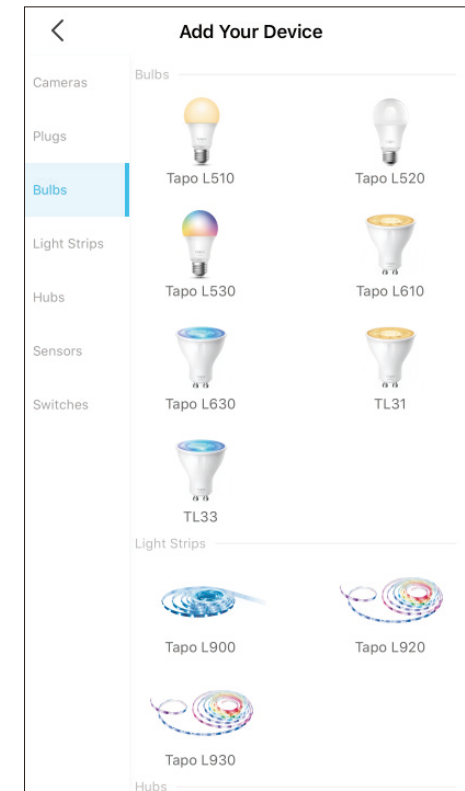 Add Your Device
Cameras
Plugs
Bulbs
Light Strips
Hubs
Sensors
Switches
Bulbs
Tapo L510
Tapo L520
Tapo L530
Tapo L610
Tapo L630
TL31
TL33
Light Strips
Tapo L900
Tapo L920
Tapo L930
Hubs